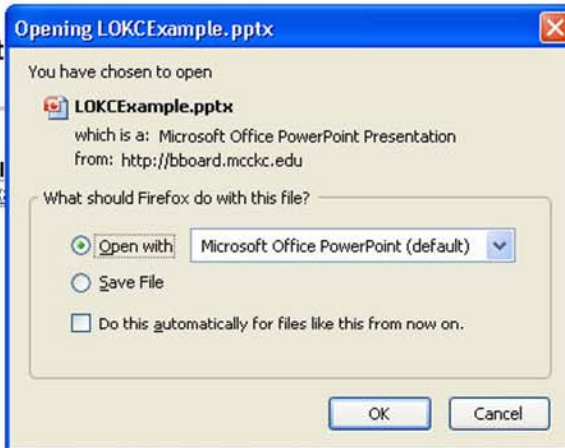 Opening LOKCExample.pptx
You have chosen to open
LOKCExample.pptx
which is a: Microsoft Office PowerPoint Presentation
from: http://bboard.mcckc.edu
What should Firefox do with this file?
Open with Microsoft Office PowerPoint (default)
Save File
Do this automatically for files like this from now on.
OK Cancel